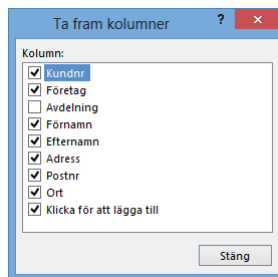 Ta fram kolumner
Kolumn:
Kundnr
Företag
Avdelning
Förnamn
Efternamn
Adress
Postnr
Ort
Klicka för att lägga till
Stäng